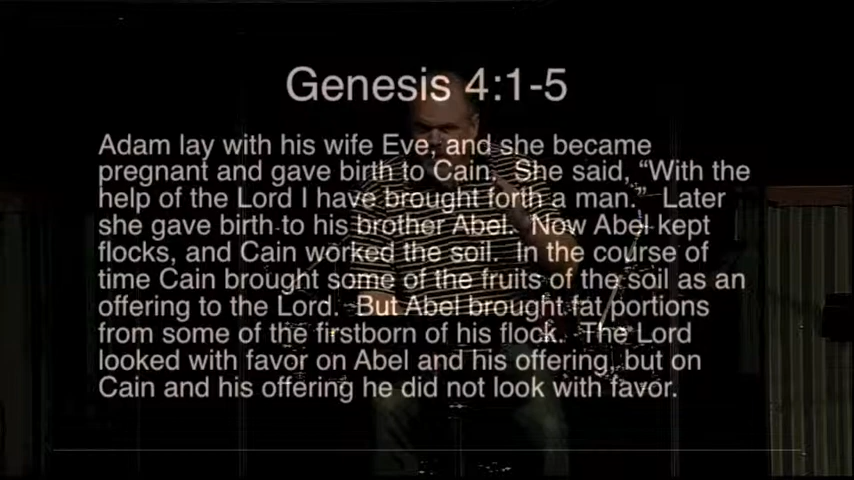 Genesis 4:1-5
Adam lay with his wife Eve, and she became
pregnant and gave birth to Cain.  She said, “With the
help of the Lord I have brought forth a man.”  Later
she gave birth to his brother Abel.  Now Abel kept
flocks, and Cain worked the soil.  In the course of
time Cain brought some of the fruits of the soil as an
offering to the Lord.  But Abel brought fat portions
from some of the firstborn of his flock.  The Lord
looked with favor on Abel and his offering, but on
Cain and his offering he did not look with favor.